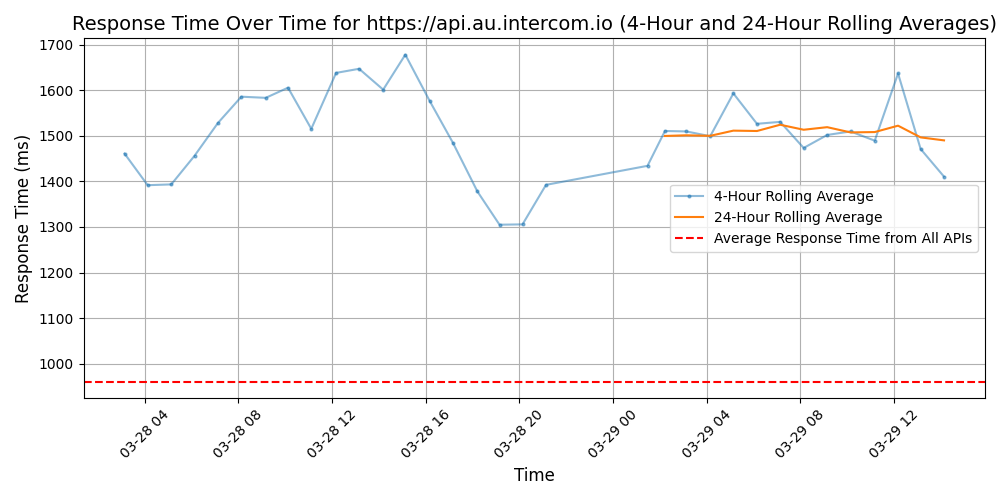 Response Time Over Time for https://api.au.intercom.io (4-Hour and 24-Hour Rolling Averages)
Response Time (ms)
1700
1600
1500
1400
1300
1200
1100
1000
4-Hour Rolling Average
24-Hour Rolling Average
Average Response Time from All APIs
03-28 04
03-28 08
03-28 12
03-28 16
03-28 20
03-29 00
03-29 04
03-29 08
03-29 12
Time